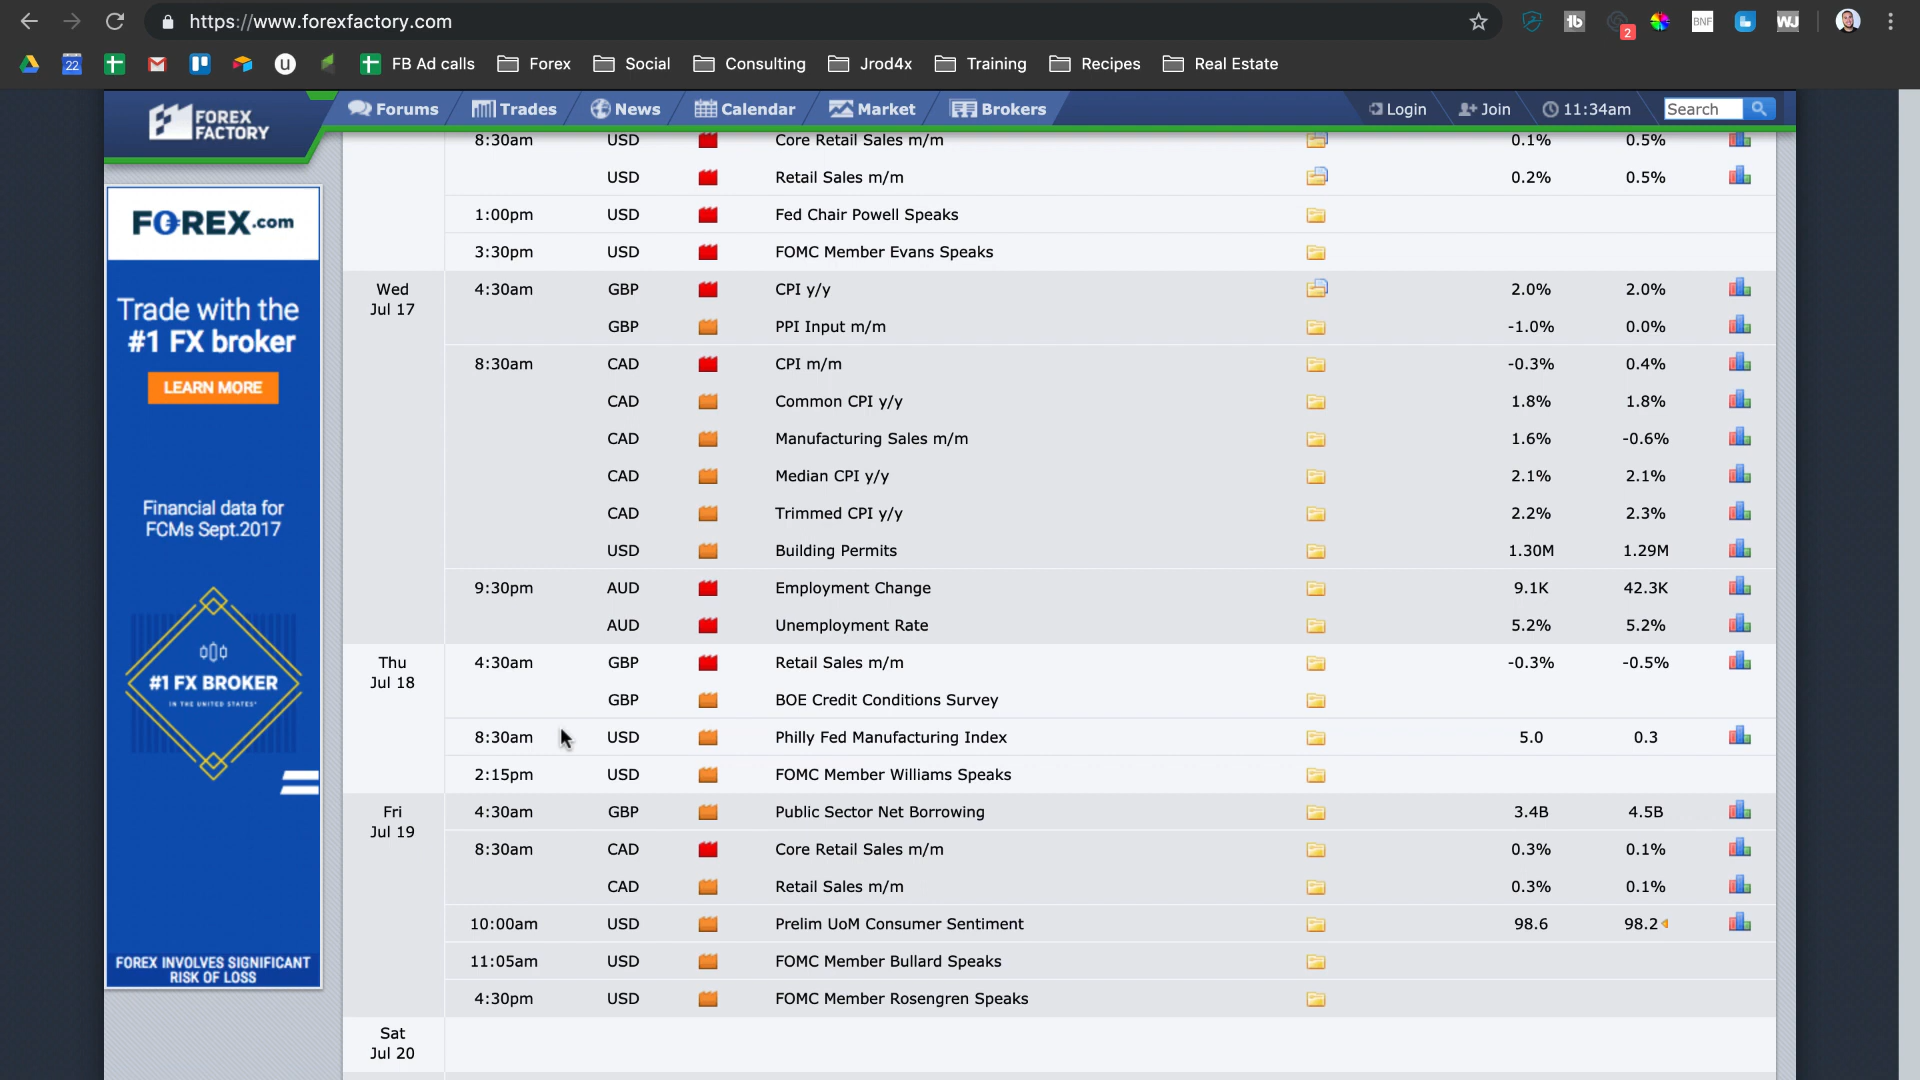 https://www.forexfactory.com
2
22
FB Ad calls
Forex
Social
Consulting
Jrod4x
Training
Recipes
Real Estate
FOREX
FACTORY
Forums
Trades
News
Calendar
Market
Brokers
Login
Join
11:34am
Search
8:30am USD Core Retail Sales m/m 0.1% 0.5%
USD Retail Sales m/m 0.2% 0.5%
1:00pm USD Fed Chair Powell Speaks
3:30pm USD FOMC Member Evans Speaks
Wed
Jul 17
4:30am GBP CPI y/y 2.0% 2.0%
GBP PPI Input m/m -1.0% 0.0%
8:30am CAD CPI m/m -0.3% 0.4%
CAD Common CPI y/y 1.8% 1.8%
CAD Manufacturing Sales m/m 1.6% -0.6%
CAD Median CPI y/y 2.1% 2.1%
CAD Trimmed CPI y/y 2.2% 2.3%
USD Building Permits 1.30M 1.29M
9:30pm AUD Employment Change 9.1K 42.3K
AUD Unemployment Rate 5.2% 5.2%
Thu
Jul 18
4:30am GBP Retail Sales m/m -0.3% -0.5%
GBP BOE Credit Conditions Survey
8:30am USD Philly Fed Manufacturing Index 5.0 0.3
2:15pm USD FOMC Member Williams Speaks
Fri
Jul 19
4:30am GBP Public Sector Net Borrowing 3.4B 4.5B
8:30am CAD Core Retail Sales m/m 0.3% 0.1%
CAD Retail Sales m/m 0.3% 0.1%
10:00am USD Prelim UoM Consumer Sentiment 98.6 98.2
11:05am USD FOMC Member Bullard Speaks
4:30pm USD FOMC Member Rosengren Speaks
Sat
Jul 20
FOREX.com
Trade with the
#1 FX broker
LEARN MORE
Financial data for
FCMs Sept.2017
#1 FX BROKER
IN THE UNITED STATES*
FOREX INVOLVES SIGNIFICANT
RISK OF LOSS
tb
BNF
L
WJ
u